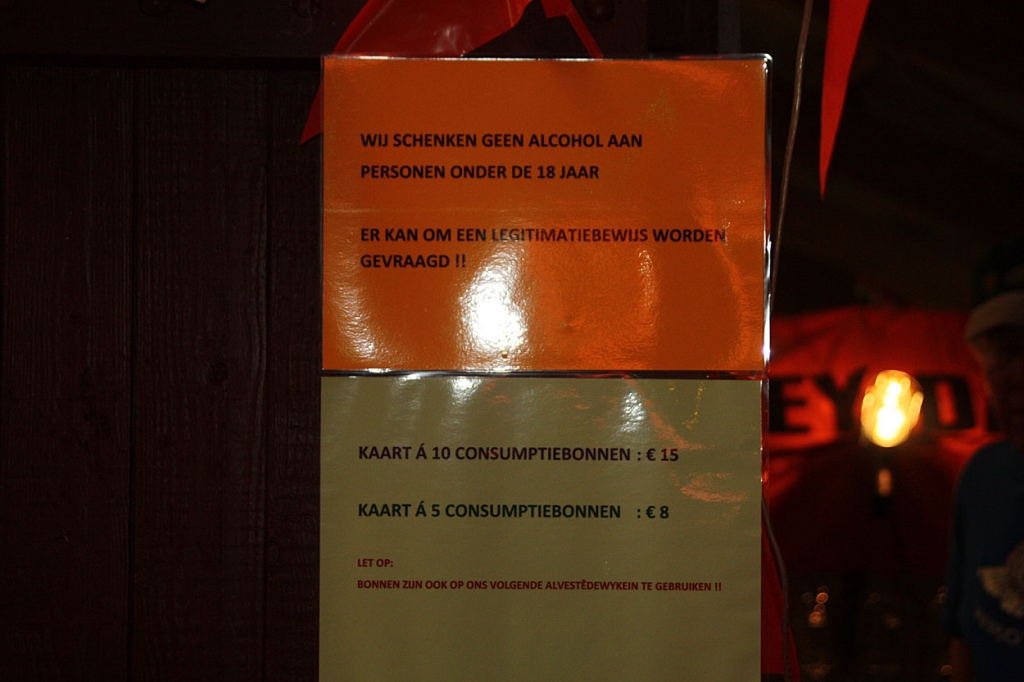 WIJ SCHENKEN GEEN ALCOHOL AAN
PERSONEN ONDER DE 18 JAAR
ER KAN OM EEN LEGITIMATIEBEWIJS WORDEN
GEVRAAGD !!
KAART Á 10 CONSUMPTIEBONNEN : € 15
KAART Á 5 CONSUMPTIEBONNEN : € 8
LET OP:
BONNEN ZIJN OOK OP ONS VOLGENDE ALVESTÊDEWYKEIN TE GEBRUIKEN !!